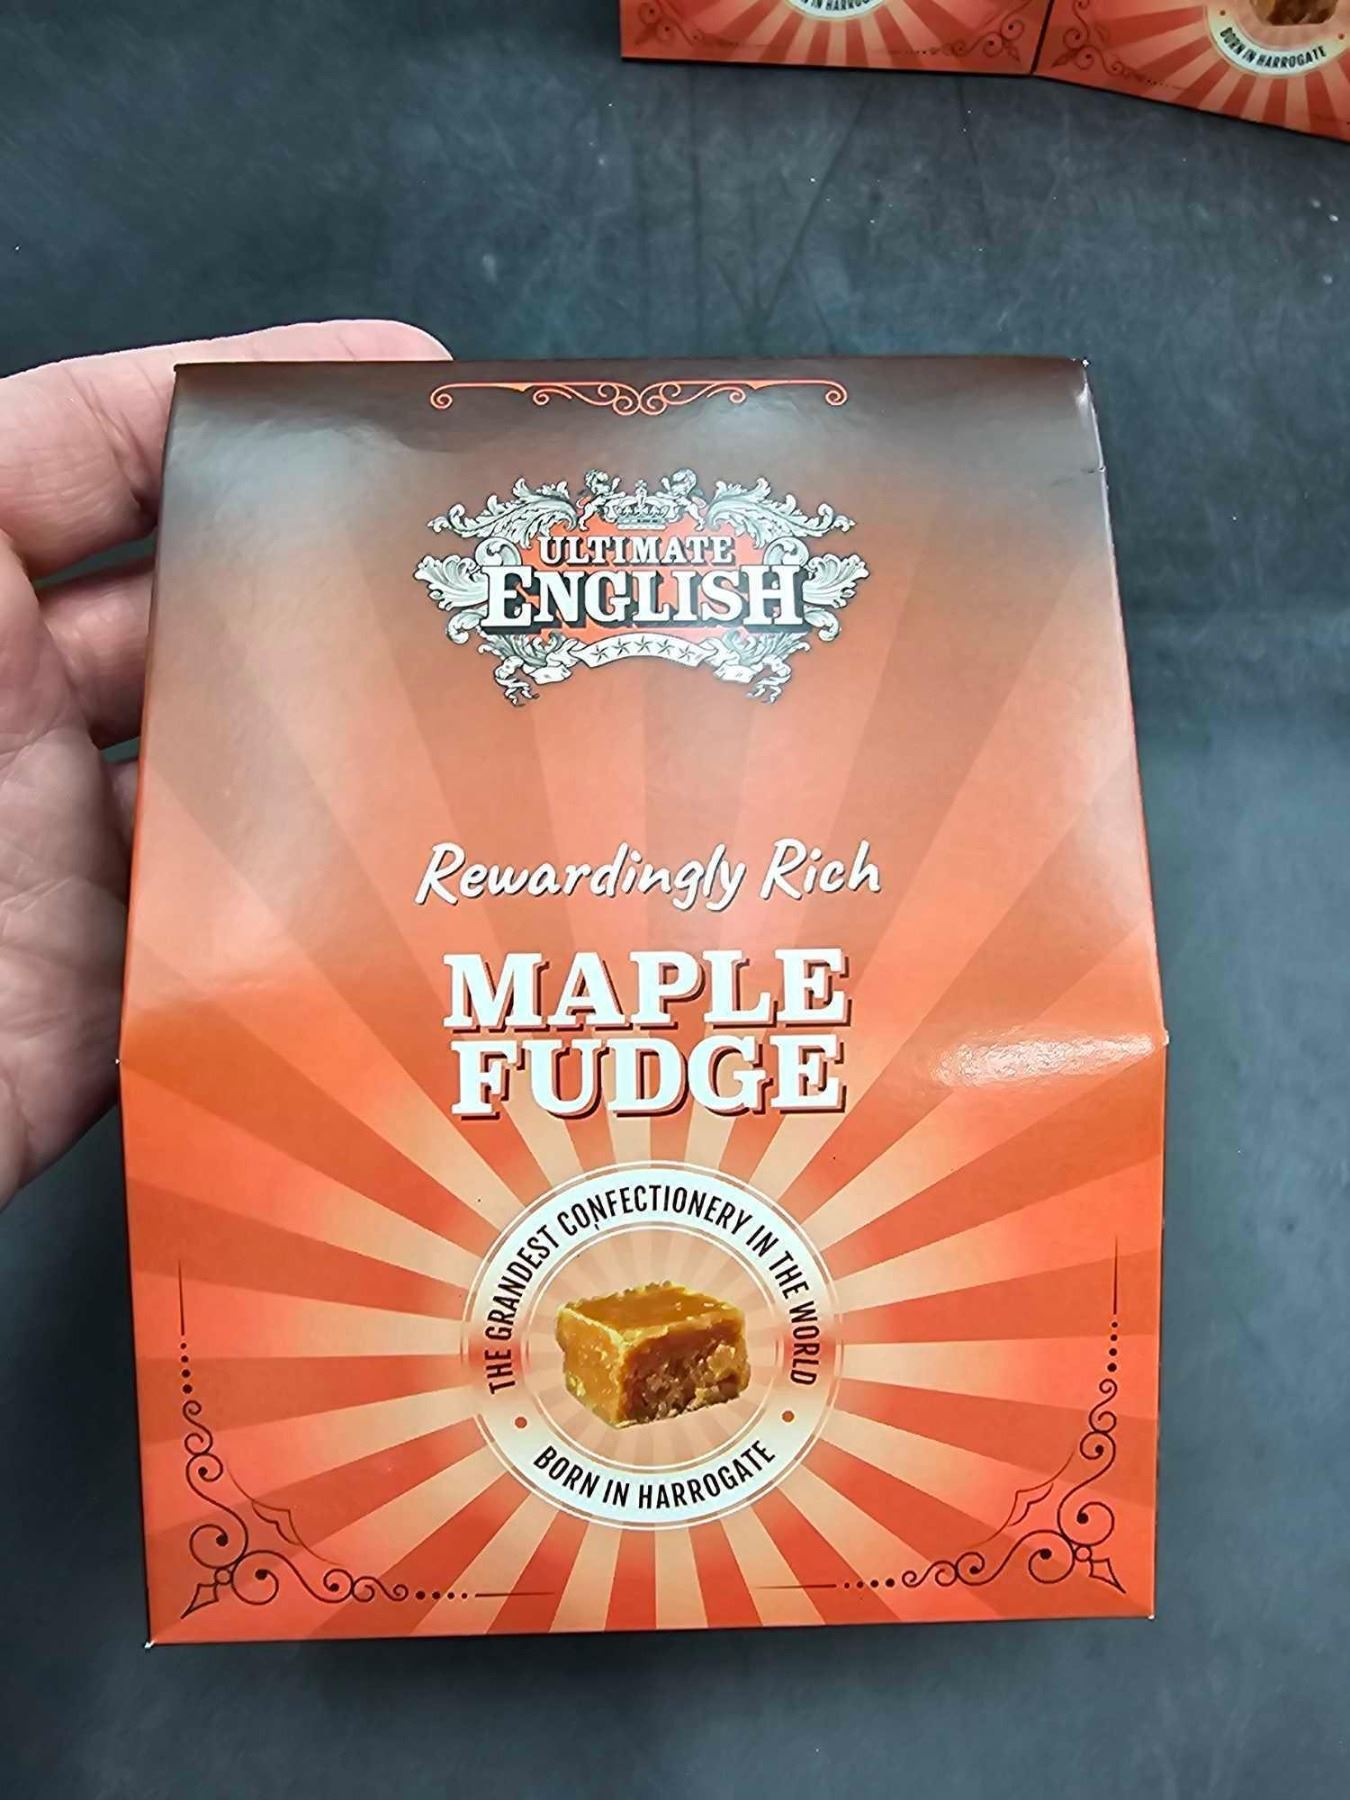 BORN IN HARROGATE
ULTIMATE
ENGLISH
Rewardingly Rich
MAPLE
FUDGE
THE GRANDEST CONFECTIONERY IN THE WORLD
BORN IN HARROGATE